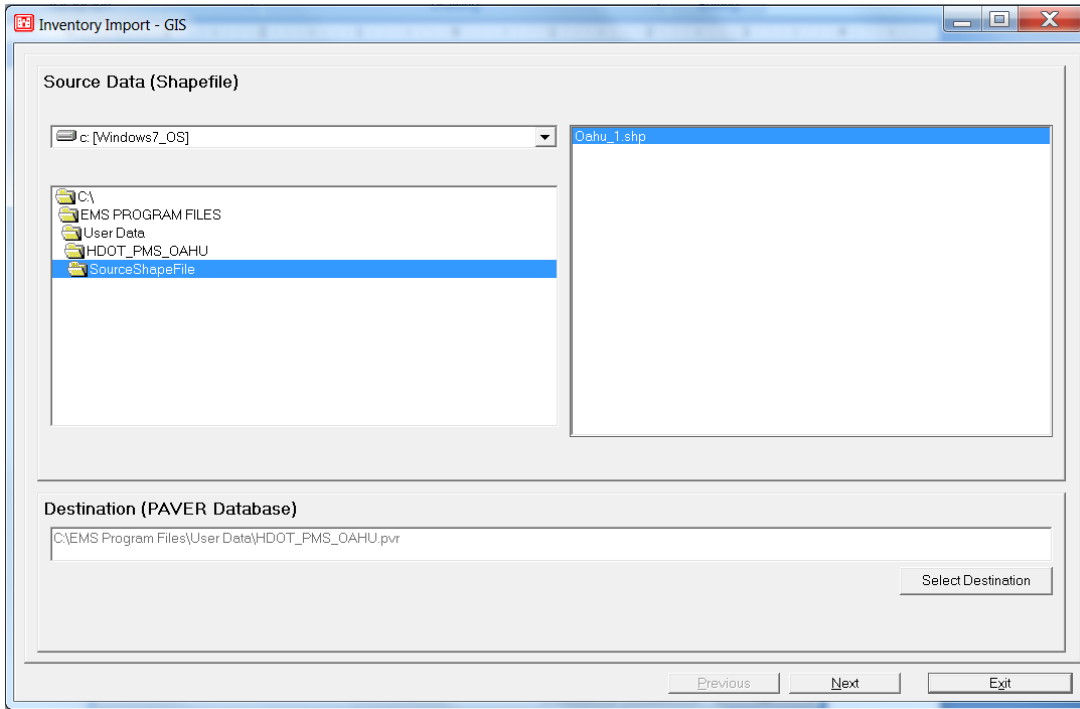 Inventory Import - GIS
Source Data (Shapefile)
c: [Windows7_OS]
Oahu_1.shp
C:\
EMS PROGRAM FILES
User Data
HDOT_PMS_OAHU
SourceShapeFile
Destination (PAVER Database)
C:\EMS Program Files\User Data\HDOT_PMS_OAHU.pvr
Select Destination
Previous Next Exit